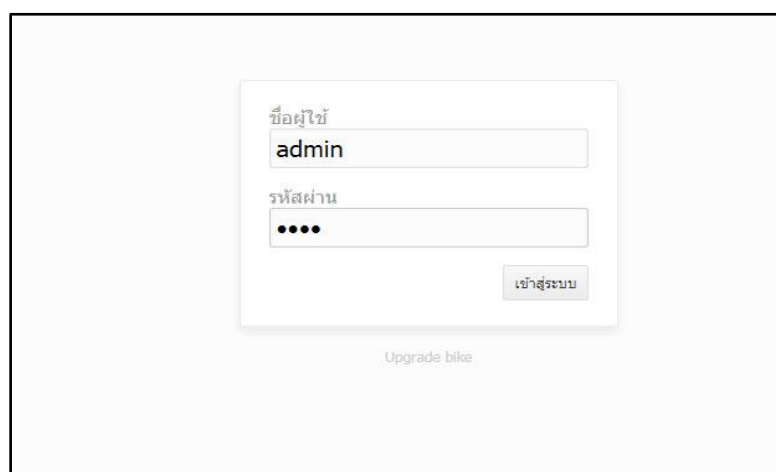 ชื่อผู้ใช้
admin
รหัสผ่าน
••••
เข้าสู่ระบบ
Upgrade bike